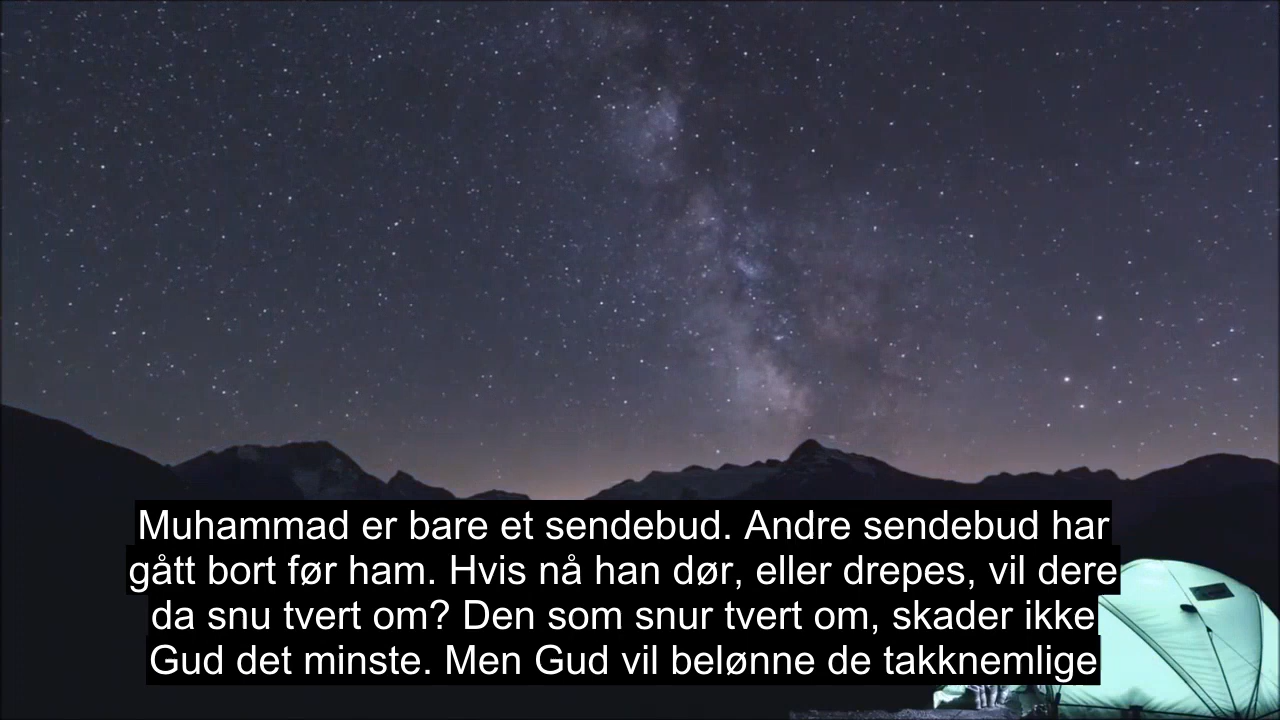 Muhammad er bare et sendebud. Andre sendebud har
gått bort før ham. Hvis nå han dør, eller drepes, vil dere
da snu tvert om? Den som snur tvert om, skader ikke
Gud det minste. Men Gud vil belønne de takknemlige